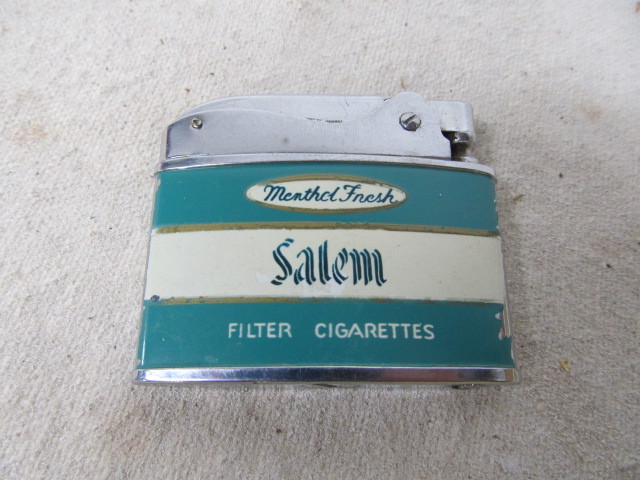 Menthol Fresh
Salem
FILTER CIGARETTES